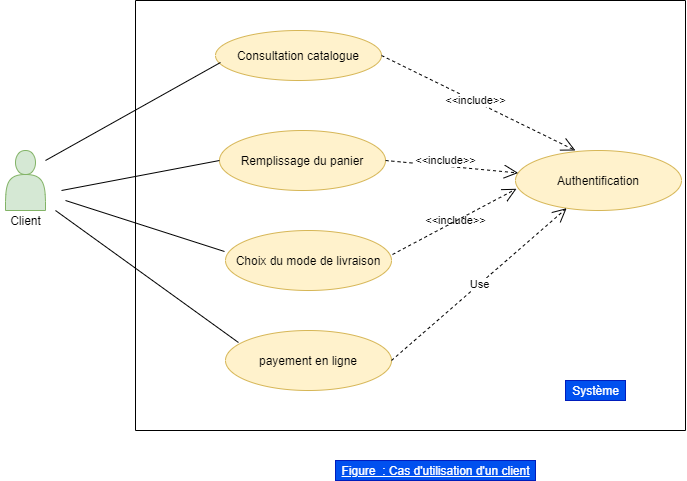 Consultation catalogue
<<include>>
Remplissage du panier
<<include>>
Authentification
Client
<<include>>
Choix du mode de livraison
Use
payement en ligne
Système
Figure : Cas d'utilisation d'un client